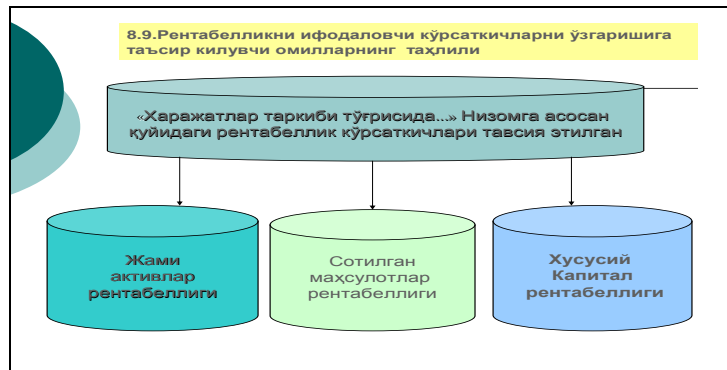 8.9.Рентабелликни ифодаловчи кўрсаткичларни ўзгаришига
таъсир килувчи омилларнинг таҳлили
«Харажатлар таркиби тўғрисида...» Низомга асосан
қуйидаги рентабеллик кўрсаткичлари тавсия этилган
Жами
активлар
рентабеллиги
Сотилган
маҳсулотлар
рентабеллиги
Хусусий
Капитал
рентабеллиги